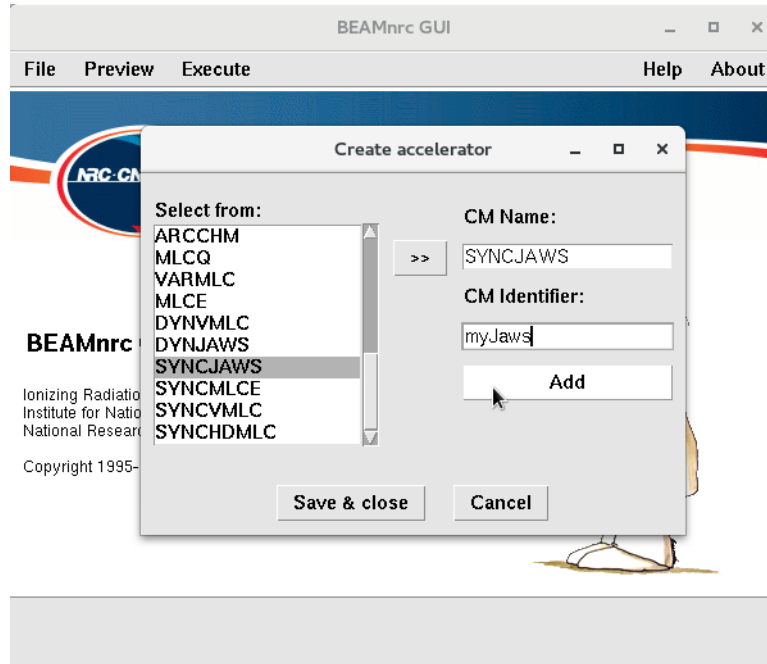 BEAMnrc GUI
File Preview Execute Help About
NRC-CN
Create accelerator
Select from:
ARCCHM
MLCQ
VARMLC
MLCE
DYNVMLC
DYNJAWS
SYNCJAWS
SYNCMLCE
SYNCVMLC
SYNCHDMLC
>>
CM Name:
SYNCJAWS
CM Identifier:
myJaws
Add
Save & close
Cancel
BEAMnrc
Ionizing Radiatio
Institute for Natio
National Researc
Copyright 1995-